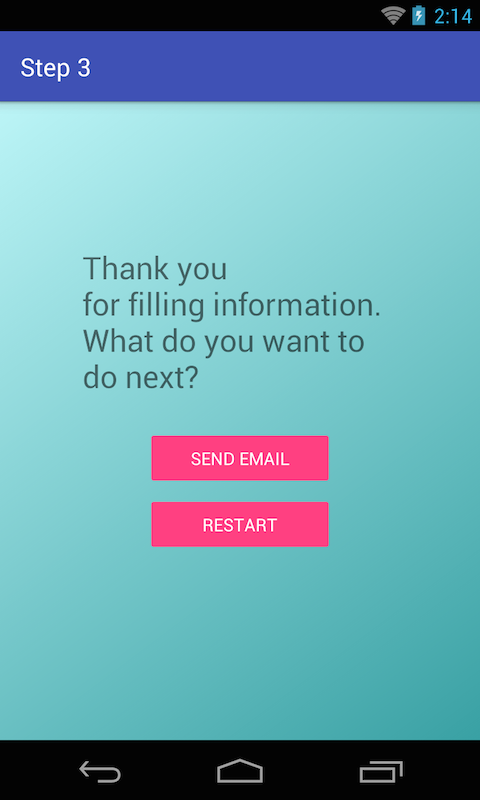 2:14
Step 3
Thank you
for filling information.
What do you want to
do next?
SEND EMAIL
RESTART